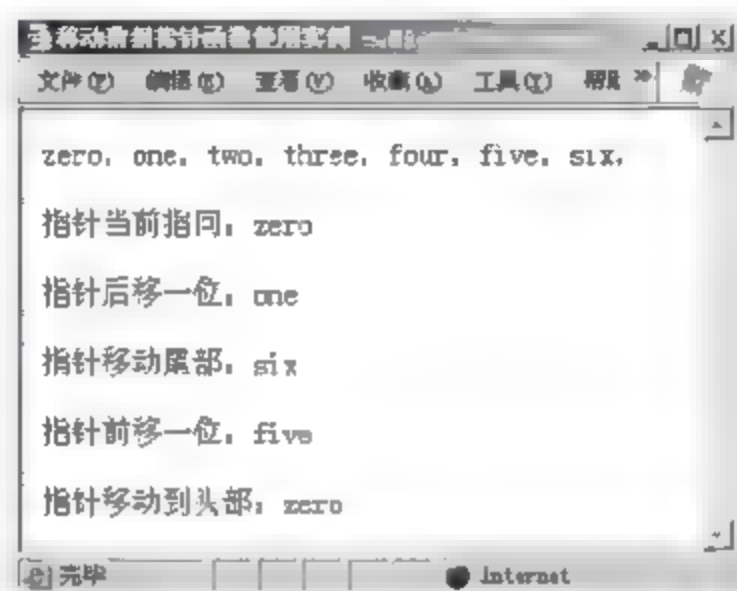 移动数组指针函数使用实例
文件(F) 编辑(E) 查看(V) 收藏(A) 工具(T) 帮助 »
zero, one, two, three, four, five, six,
指针当前指向: zero
指针后移一位: one
指针移动尾部: six
指针前移一位: five
指针移动到头部: zero
完毕 Internet